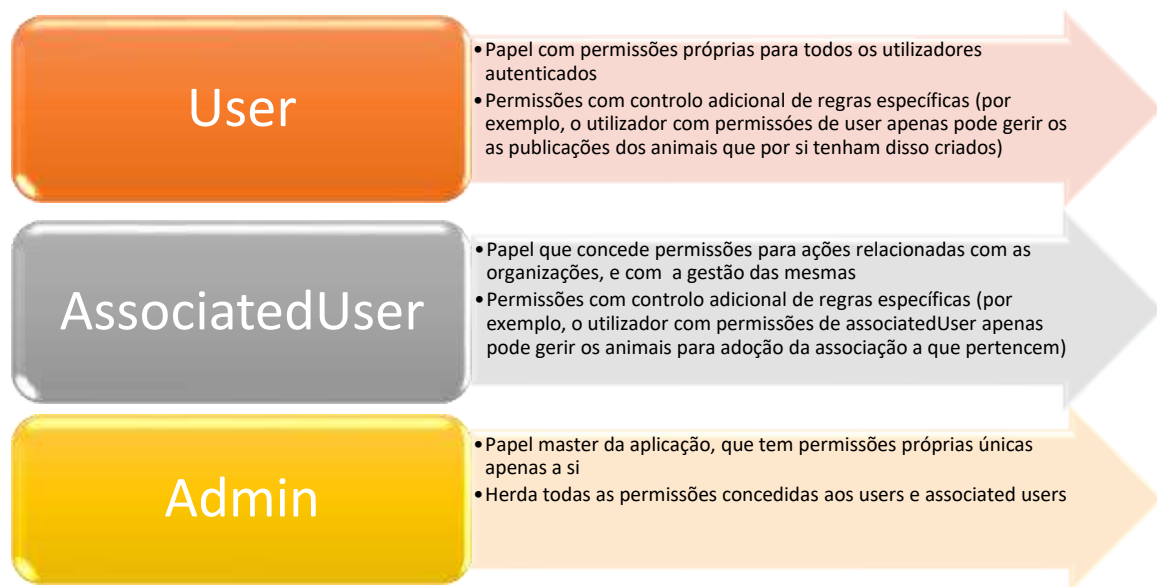 User
•Papel com permissões próprias para todos os utilizadores
autenticados
•Permissões com controlo adicional de regras específicas (por
exemplo, o utilizador com permissóes de user apenas pode gerir os
as publicações dos animais que por si tenham disso criados)
AssociatedUser
•Papel que concede permissões para ações relacionadas com as
organizações, e com a gestão das mesmas
•Permissões com controlo adicional de regras específicas (por
exemplo, o utilizador com permissões de associatedUser apenas
pode gerir os animais para adoção da associação a que pertencem)
Admin
•Papel master da aplicação, que tem permissões próprias únicas
apenas a si
•Herda todas as permissões concedidas aos users e associated users